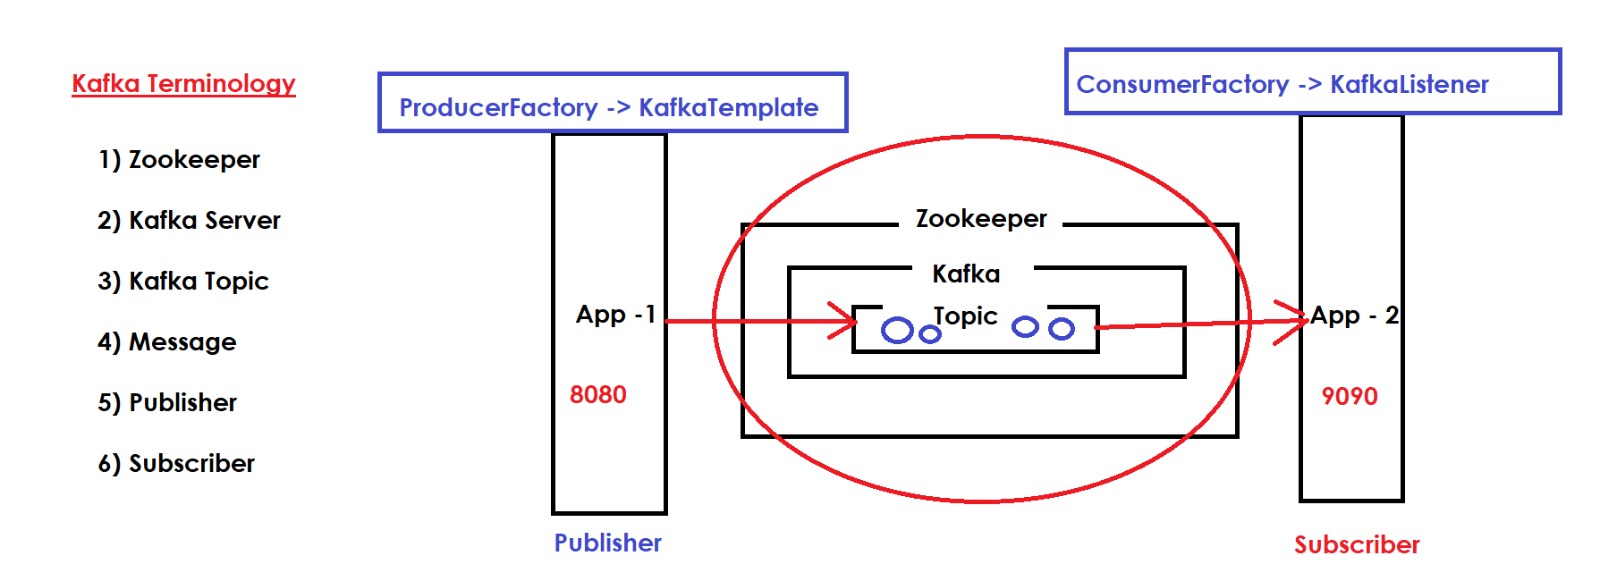 Kafka Terminology
1) Zookeeper
2) Kafka Server
3) Kafka Topic
4) Message
5) Publisher
6) Subscriber
ProducerFactory -> KafkaTemplate
App -1
8080
Publisher
Zookeeper
Kafka
Topic
ConsumerFactory -> KafkaListener
App - 2
9090
Subscriber